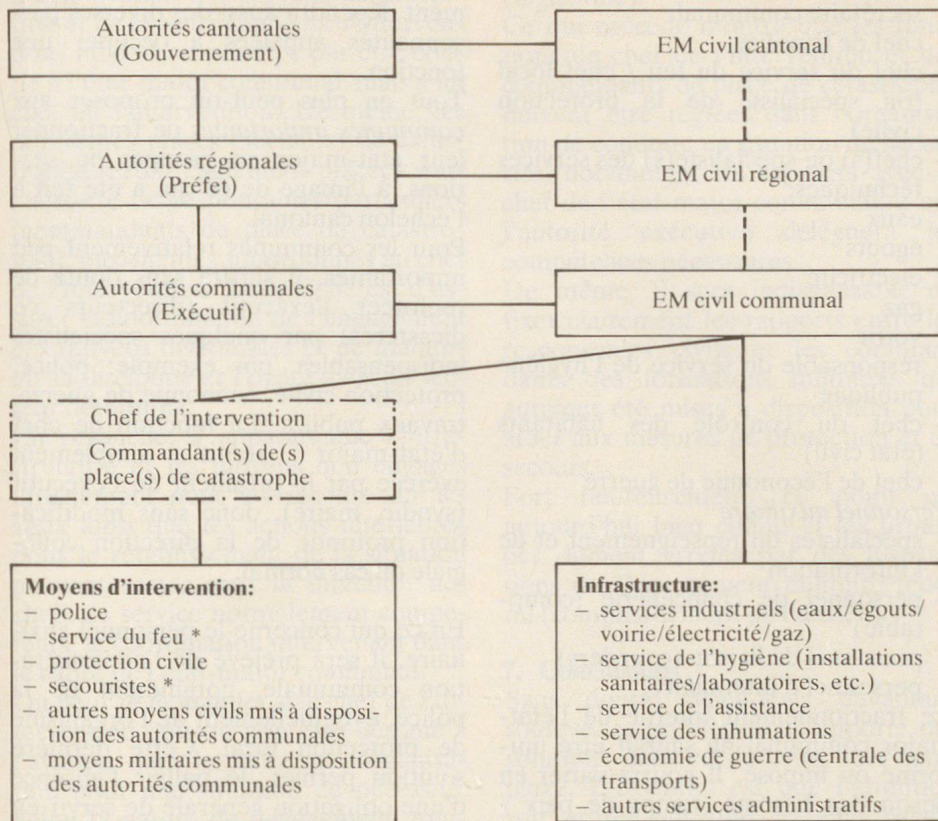 Autorités cantonales
(Gouvernement)
EM civil cantonal
Autorités régionales
(Préfet)
EM civil régional
Autorités communales
(Exécutif)
EM civil communal
Chef de l'intervention
Commandant(s) de(s)
place(s) de catastrophe
Moyens d'intervention:
– police
– service du feu *
– protection civile
– secouristes *
– autres moyens civils mis à disposi-
tion des autorités communales
– moyens militaires mis à disposition
des autorités communales
Infrastructure:
– services industriels (eaux/égouts/
voirie/électricité/gaz)
– service de l'hygiène (installations
sanitaires/laboratoires, etc.)
– service de l'assistance
– service des inhumations
– économie de guerre (centrale des
transports)
– autres services administratifs